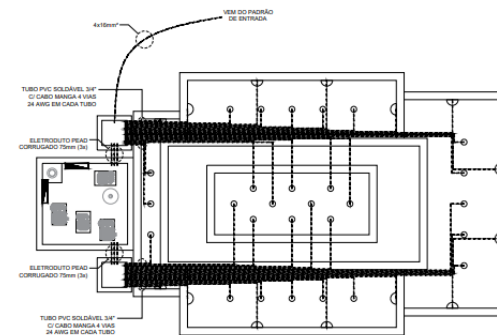 VEM DO PADRÃO
DE ENTRADA
4x16mm²
TUBO PVC SOLDÁVEL 3/4"
C/ CABO MANGA 4 VIAS
24 AWG EM CADA TUBO
ELETRODUTO PEAD
CORRUGADO 75mm (3x)
ELETRODUTO PEAD
CORRUGADO 75mm (3x)
TUBO PVC SOLDÁVEL 3/4"
C/ CABO MANGA 4 VIAS
24 AWG EM CADA TUBO